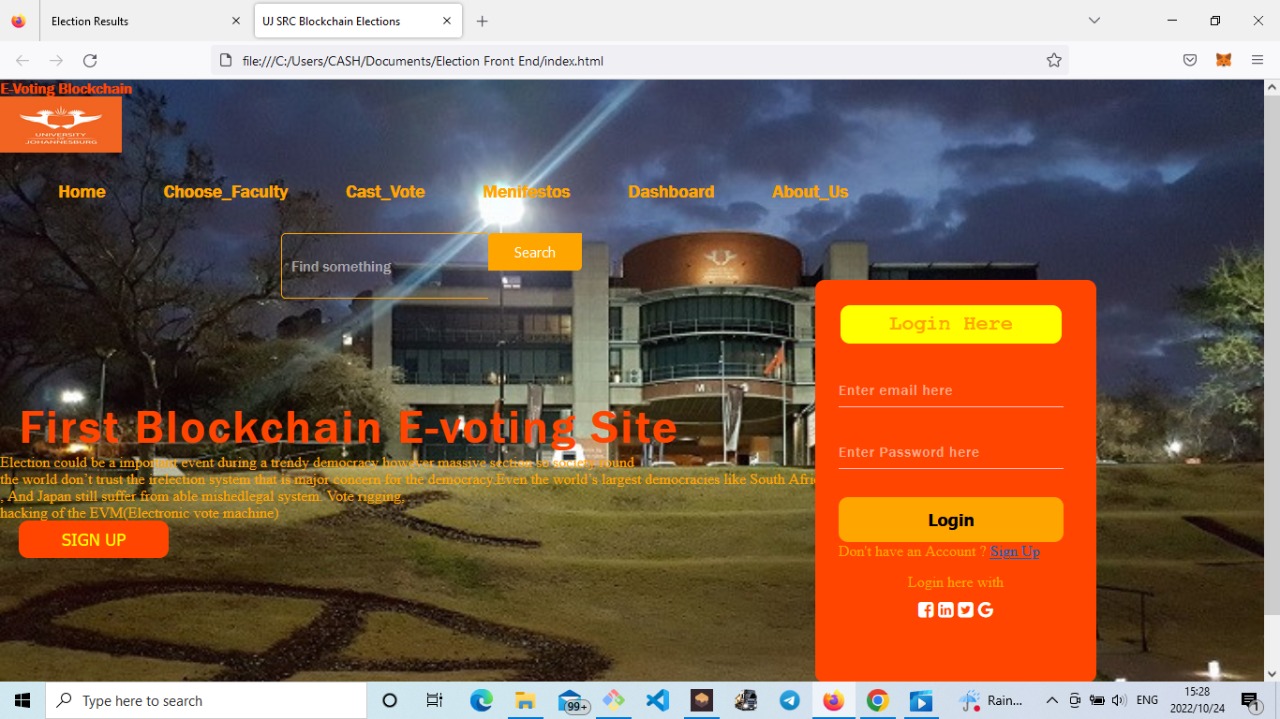 Election Results
UJ SRC Blockchain Elections
file:///C:/Users/CASH/Documents/Election Front End/index.html
E-Voting Blockchain
UNIVERSITY
OF
JOHANNESBURG
Home Choose_Faculty Cast_Vote Menifestos Dashboard About_Us
Find something
Search
First Blockchain E-voting Site
Election could be a important event during a trendy democracy however massive section so society round
the world don't trust the irelection system that is major concern for the democracy.Even the world's largest democracies like South Afri
, And Japan still suffer from able mishedlegal system. Vote rigging,
hacking of the EVM(Electronic vote machine)
SIGN UP
Login Here
Enter email here
Enter Password here
Login
Don't have an Account ? Sign Up
Login here with
Type here to search
99+
Rain...
ENG
15:28
2022/10/24
1